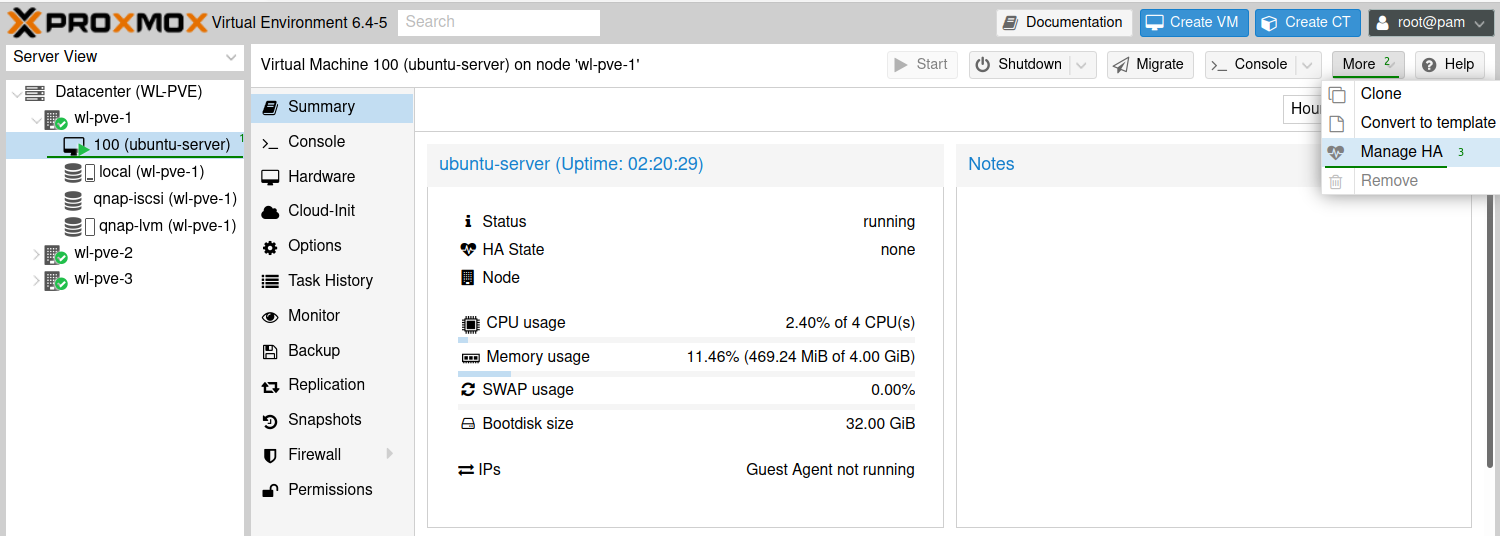 PROXMOX Virtual Environment 6.4-5 Search Documentation Create VM Create CT root@pam
Server View
Virtual Machine 100 (ubuntu-server) on node 'wl-pve-1' Start Shutdown Migrate Console More 2 Help
Datacenter (WL-PVE)
wl-pve-1
100 (ubuntu-server) 1
local (wl-pve-1)
qnap-iscsi (wl-pve-1)
qnap-lvm (wl-pve-1)
wl-pve-2
wl-pve-3
Summary
Console
Hardware
Cloud-Init
Options
Task History
Monitor
Backup
Replication
Snapshots
Firewall
Permissions
Hou
Clone
Convert to template
Manage HA 3
Remove
ubuntu-server (Uptime: 02:20:29)
Status running
HA State none
Node
CPU usage 2.40% of 4 CPU(s)
Memory usage 11.46% (469.24 MiB of 4.00 GiB)
SWAP usage 0.00%
Bootdisk size 32.00 GiB
IPs Guest Agent not running
Notes